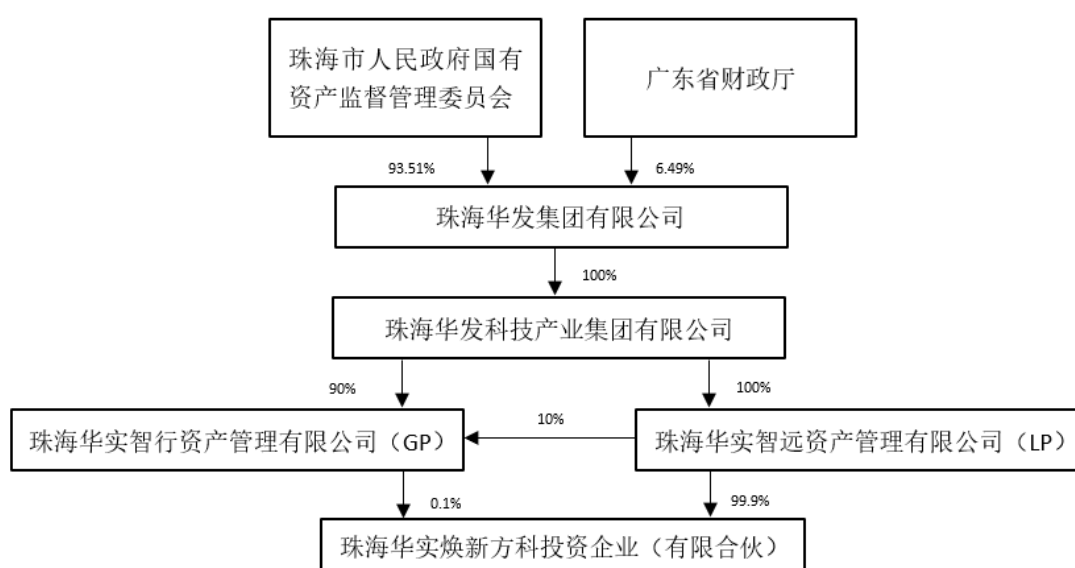 珠海市人民政府国有
资产监督管理委员会
广东省财政厅
93.51%
6.49%
珠海华发集团有限公司
100%
珠海华发科技产业集团有限公司
90%
100%
珠海华实智行资产管理有限公司（GP）
10%
珠海华实智远资产管理有限公司（LP）
0.1%
99.9%
珠海华实焕新方科投资企业（有限合伙）